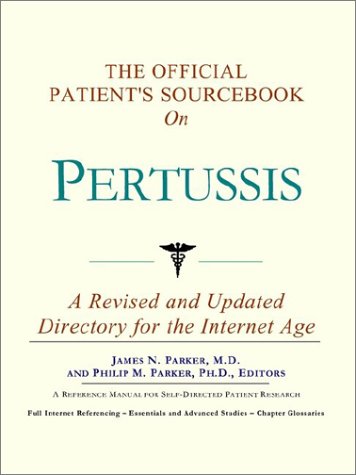 THE OFFICIAL
PATIENT'S SOURCEBOOK
On
PERTUSSIS
A Revised and Updated
Directory for the Internet Age
JAMES N. PARKER, M.D.
AND PHILIP M. PARKER, PH.D., EDITORS
A REFERENCE MANUAL FOR SELF-DIRECTED PATIENT RESEARCH
Full Internet Referencing – Essentials and Advanced Studies – Chapter Glossaries